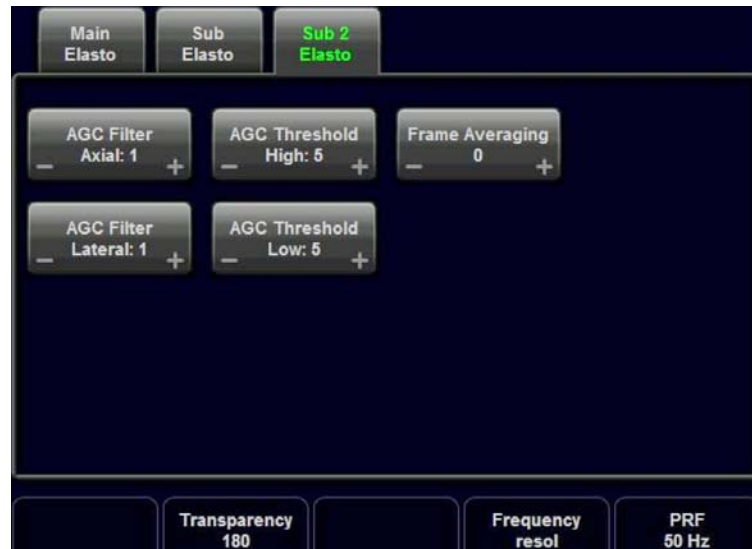 Main
Elasto
Sub
Elasto
Sub 2
Elasto
AGC Filter
Axial: 1
AGC Threshold
High: 5
Frame Averaging
0
AGC Filter
Lateral: 1
AGC Threshold
Low: 5
Transparency
180
Frequency
resol
PRF
50 Hz